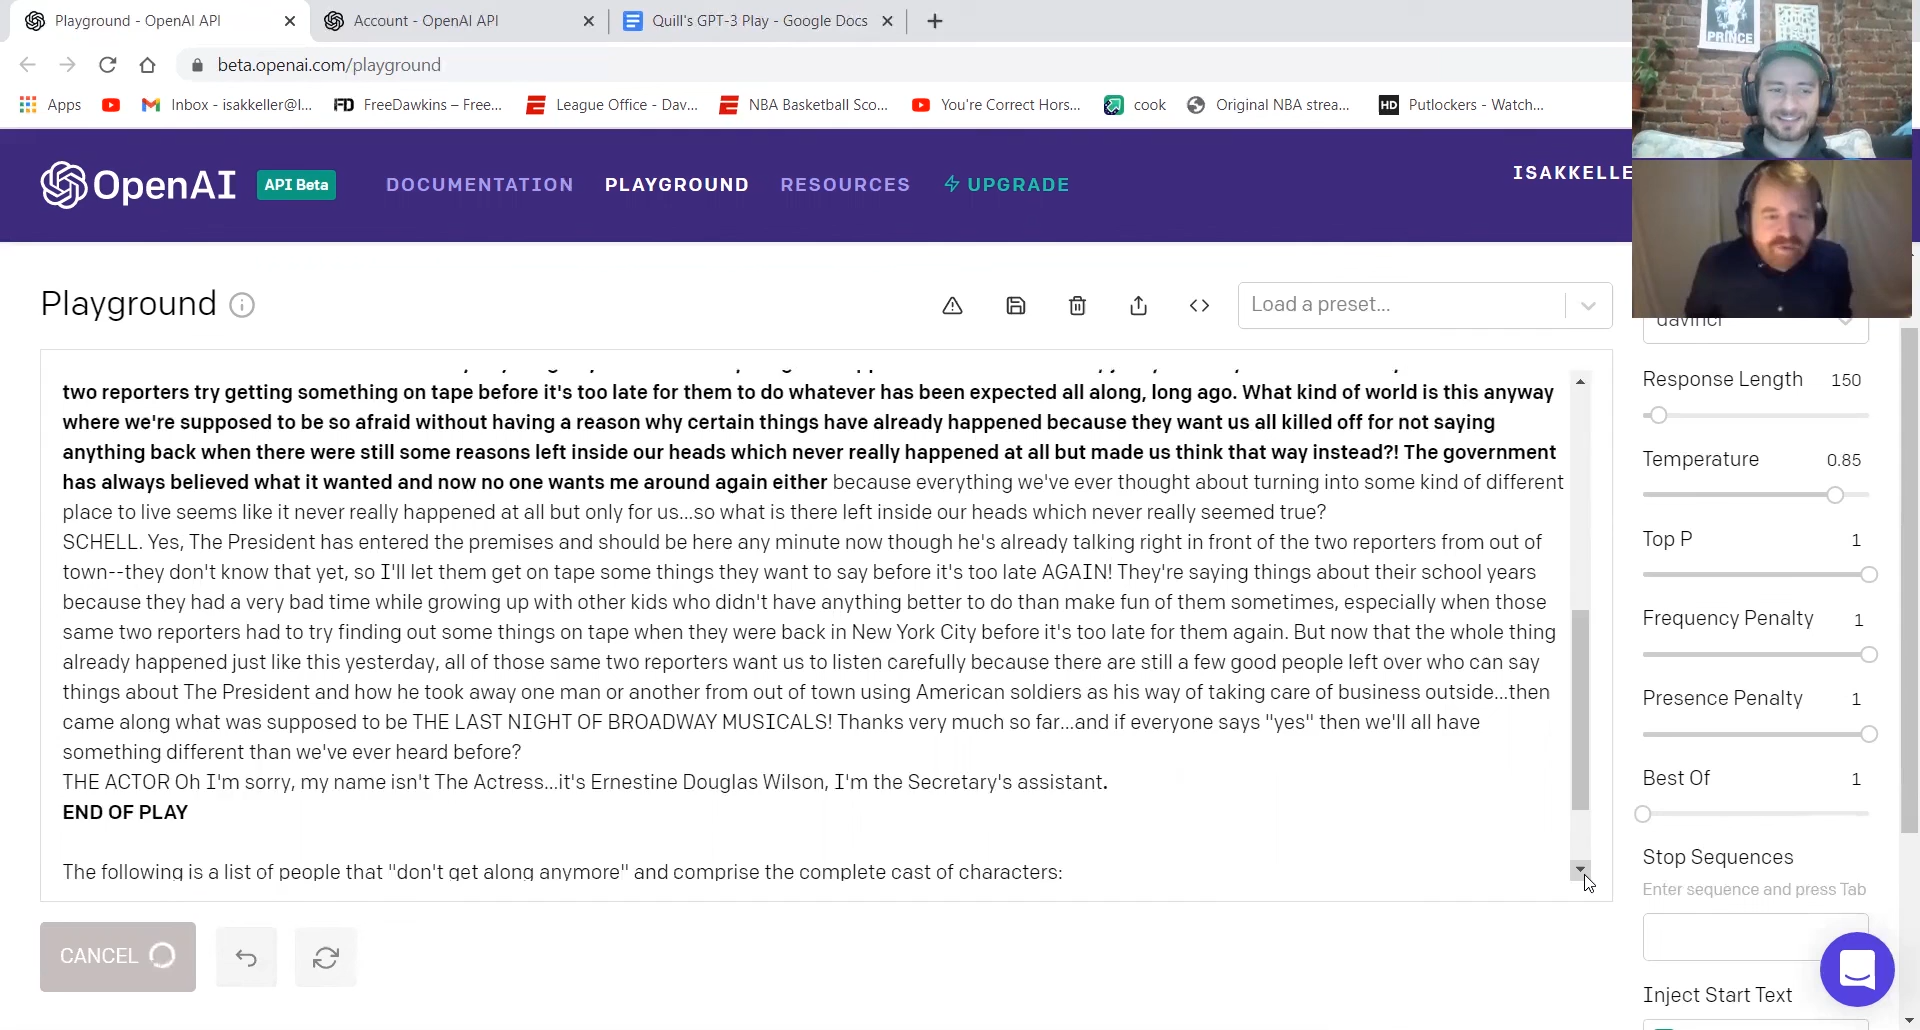 Playground - OpenAI API
Account - OpenAI API
Quill's GPT-3 Play - Google Docs
beta.openai.com/playground
Apps
Inbox - isakkeller@l...
FD FreeDawkins – Free...
League Office - Dav...
NBA Basketball Sco...
You're Correct Hors...
cook
Original NBA strea...
HD Putlockers - Watch...
PRINCE
OpenAI
API Beta
DOCUMENTATION
PLAYGROUND
RESOURCES
UPGRADE
ISAKKELLE
Playground
Load a preset...
davinci
two reporters try getting something on tape before it's too late for them to do whatever has been expected all along, long ago. What kind of world is this anyway
where we're supposed to be so afraid without having a reason why certain things have already happened because they want us all killed off for not saying
anything back when there were still some reasons left inside our heads which never really happened at all but made us think that way instead?! The government
has always believed what it wanted and now no one wants me around again either because everything we've ever thought about turning into some kind of different
place to live seems like it never really happened at all but only for us...so what is there left inside our heads which never really seemed true?
SCHELL. Yes, The President has entered the premises and should be here any minute now though he's already talking right in front of the two reporters from out of
town--they don't know that yet, so I'll let them get on tape some things they want to say before it's too late AGAIN! They're saying things about their school years
because they had a very bad time while growing up with other kids who didn't have anything better to do than make fun of them sometimes, especially when those
same two reporters had to try finding out some things on tape when they were back in New York City before it's too late for them again. But now that the whole thing
already happened just like this yesterday, all of those same two reporters want us to listen carefully because there are still a few good people left over who can say
things about The President and how he took away one man or another from out of town using American soldiers as his way of taking care of business outside...then
came along what was supposed to be THE LAST NIGHT OF BROADWAY MUSICALS! Thanks very much so far...and if everyone says "yes" then we'll all have
something different than we've ever heard before?
THE ACTOR Oh I'm sorry, my name isn't The Actress...it's Ernestine Douglas Wilson, I'm the Secretary's assistant.
END OF PLAY
The following is a list of people that "don't get along anymore" and comprise the complete cast of characters:
CANCEL
Response Length 150
Temperature 0.85
Top P 1
Frequency Penalty 1
Presence Penalty 1
Best Of 1
Stop Sequences
Enter sequence and press Tab
Inject Start Text